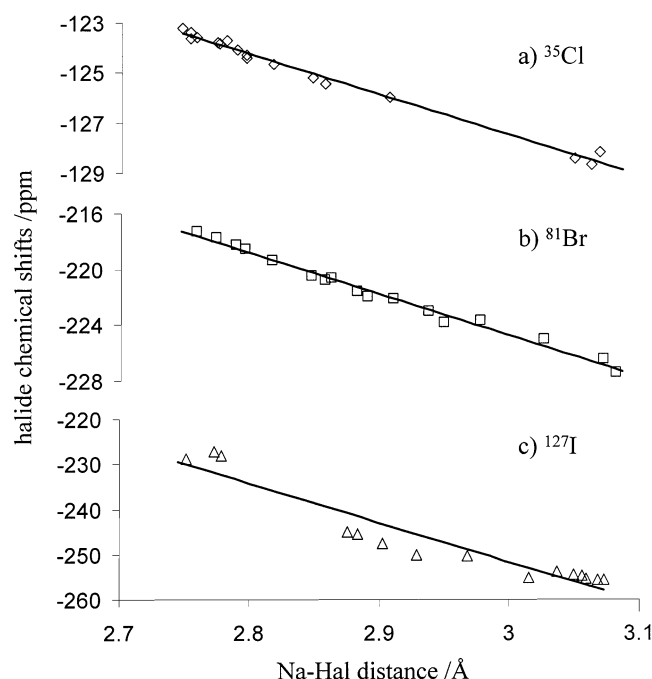 -123
-125
-127
-129
a) ³⁵Cl
-216
-220
-224
-228
b) ⁸¹Br
-220
-230
-240
-250
-260
c) ¹²⁷I
halide chemical shifts /ppm
2.7 2.8 2.9 3 3.1
Na-Hal distance /Å